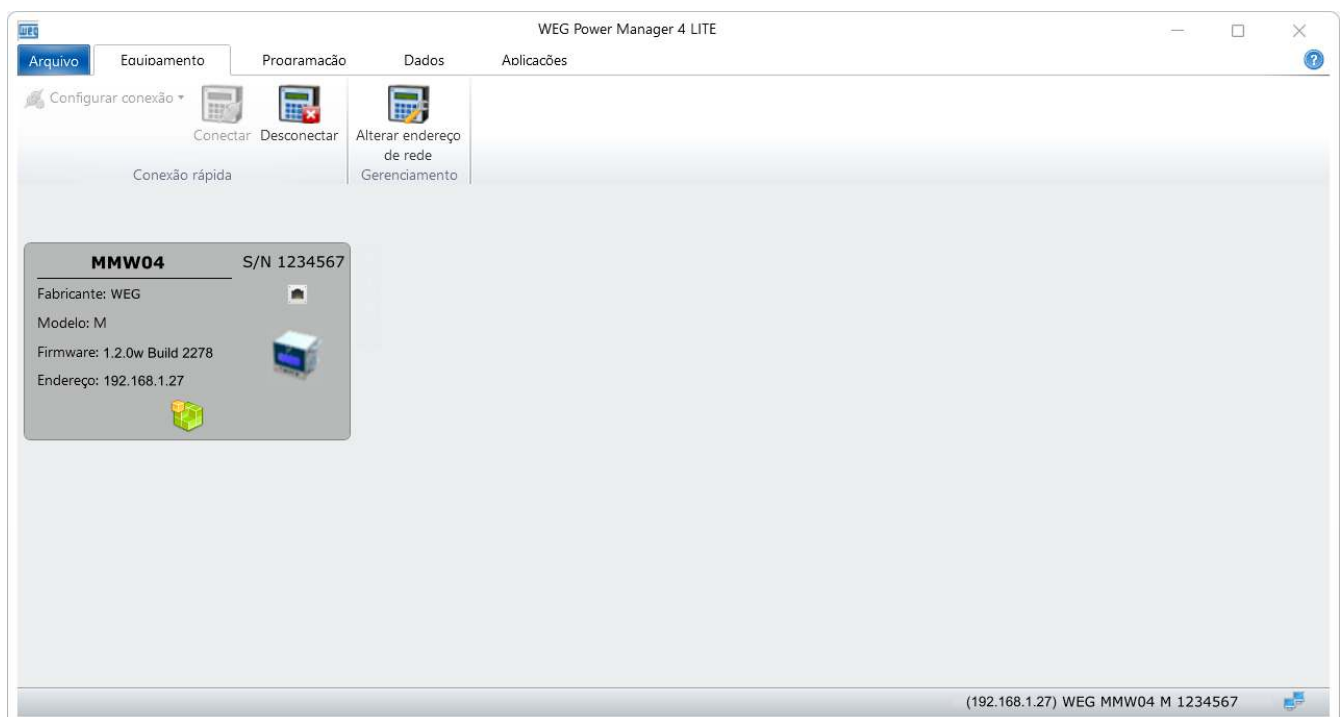 weg WEG Power Manager 4 LITE
Arquivo Equipamento Programação Dados Aplicações ?
Configurar conexão
Conectar Desconectar Alterar endereço
de rede
Conexão rápida Gerenciamento
MMW04 S/N 1234567
Fabricante: WEG
Modelo: M
Firmware: 1.2.0w Build 2278
Endereço: 192.168.1.27
(192.168.1.27) WEG MMW04 M 1234567